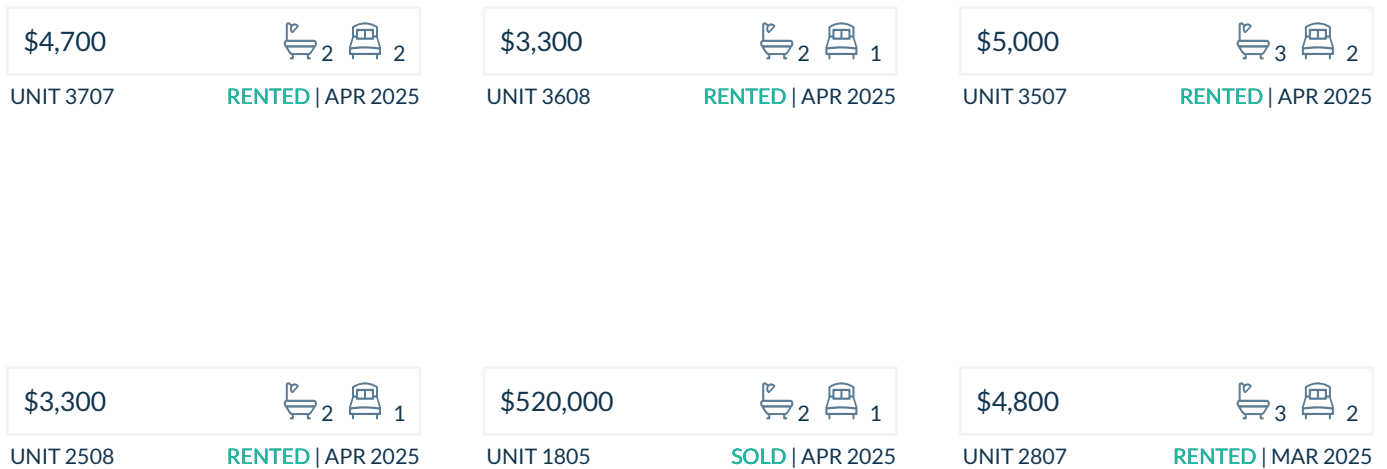 $4,700 2 2
UNIT 3707 RENTED | APR 2025
$3,300 2 1
UNIT 3608 RENTED | APR 2025
$5,000 3 2
UNIT 3507 RENTED | APR 2025
$3,300 2 1
UNIT 2508 RENTED | APR 2025
$520,000 2 1
UNIT 1805 SOLD | APR 2025
$4,800 3 2
UNIT 2807 RENTED | MAR 2025